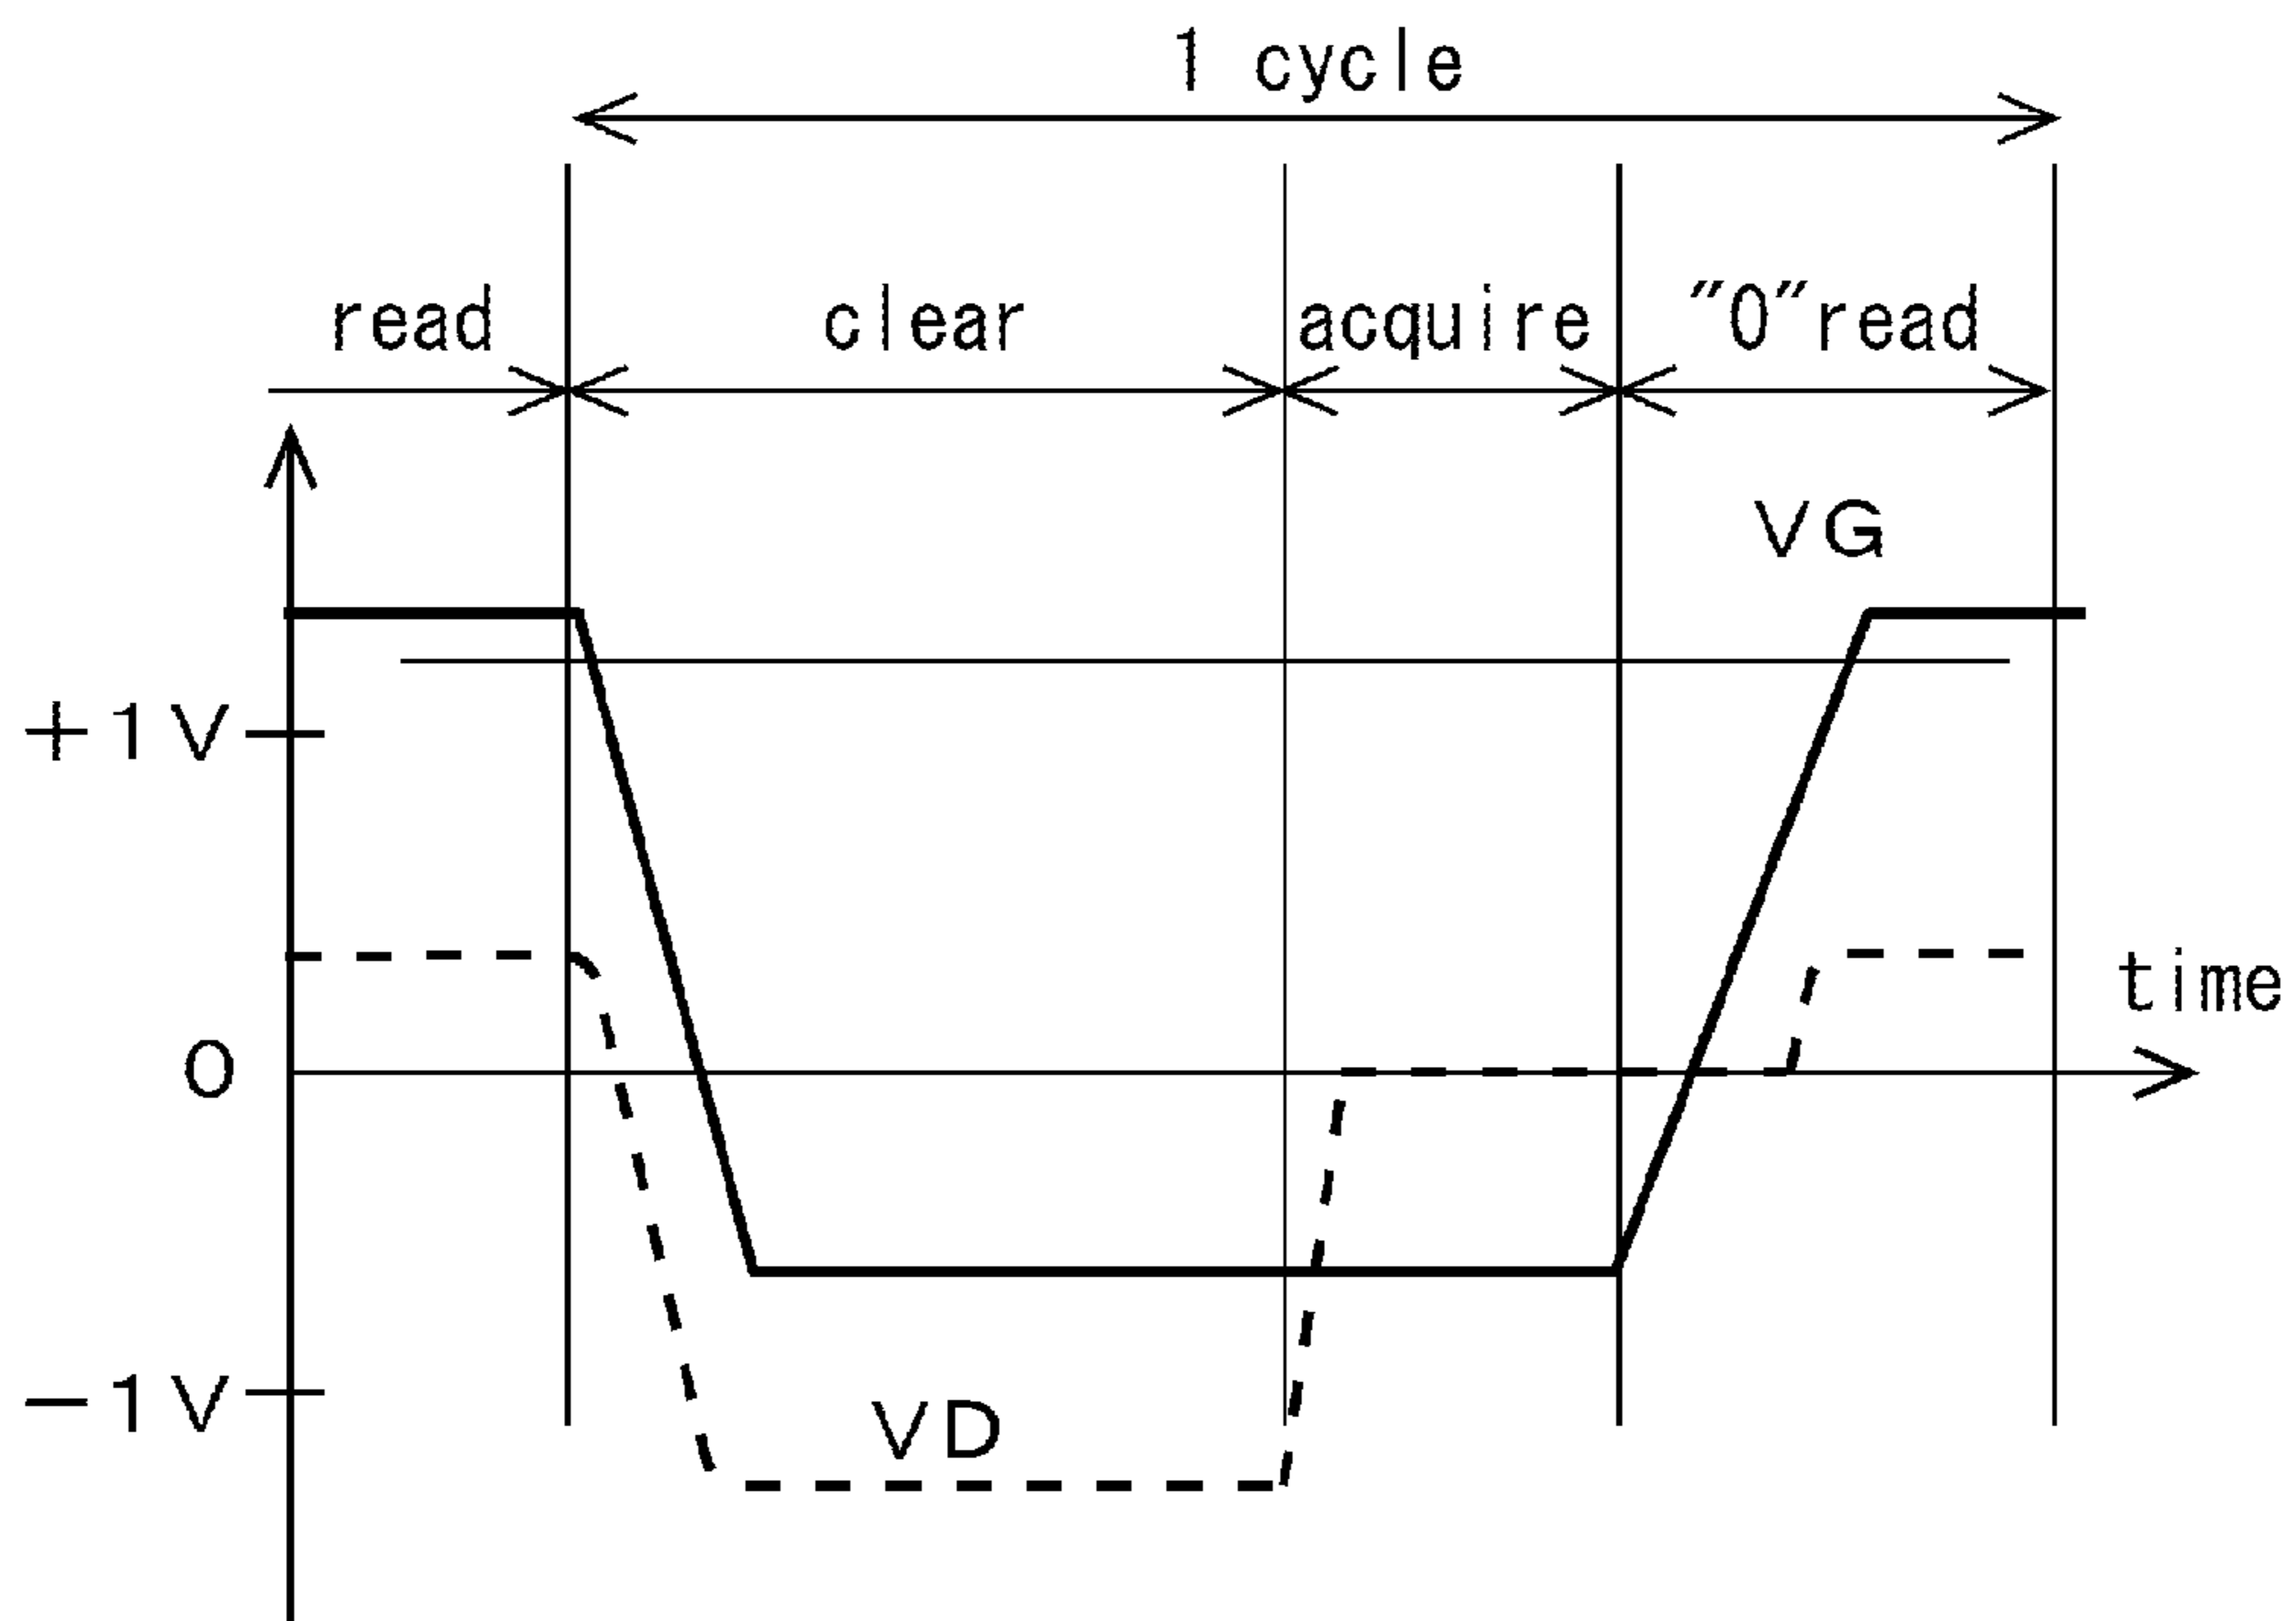 1 cycle
read clear acquire "0"read
VG
+1V
time
0
-1V
VD